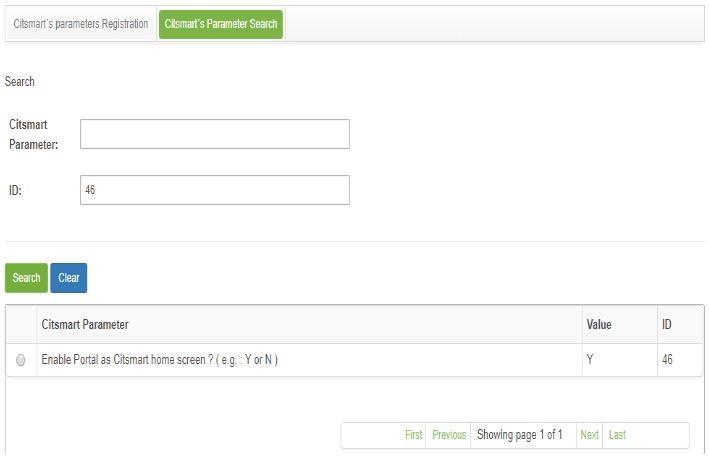 Citsmart´s parameters Registration Citsmart´s Parameter Search
Search
Citsmart
Parameter:
ID: 46
Search Clear
Citsmart Parameter Value ID
Enable Portal as Citsmart home screen ? ( e.g. : Y or N ) Y 46
First Previous Showing page 1 of 1 Next Last